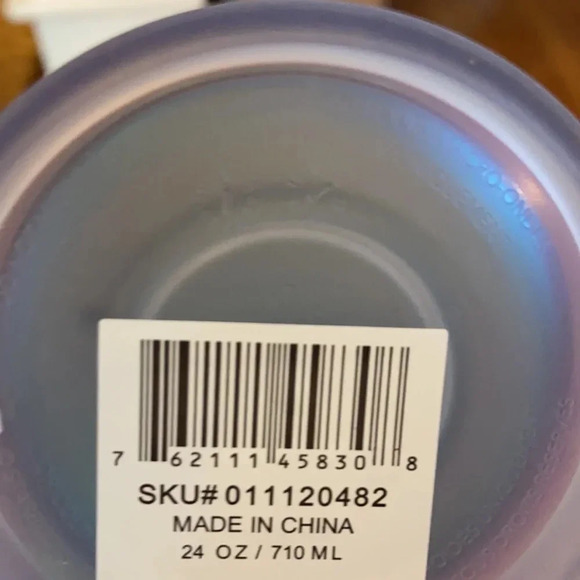 7 62111 45830 8
SKU# 011120482
MADE IN CHINA
24 OZ / 710 ML